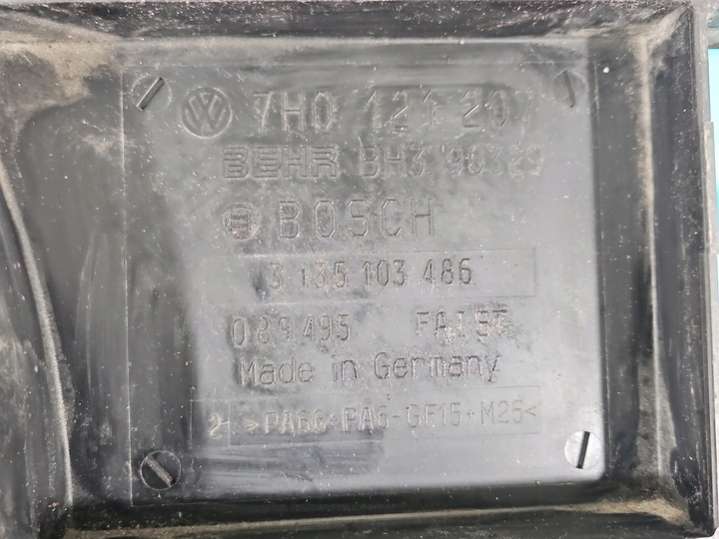 7H0 121 207
BEHR BH3 90329
BOSCH
3 135 103 486
089495 FAIST
Made in Germany
>PA66+PA6-GF15+M25<